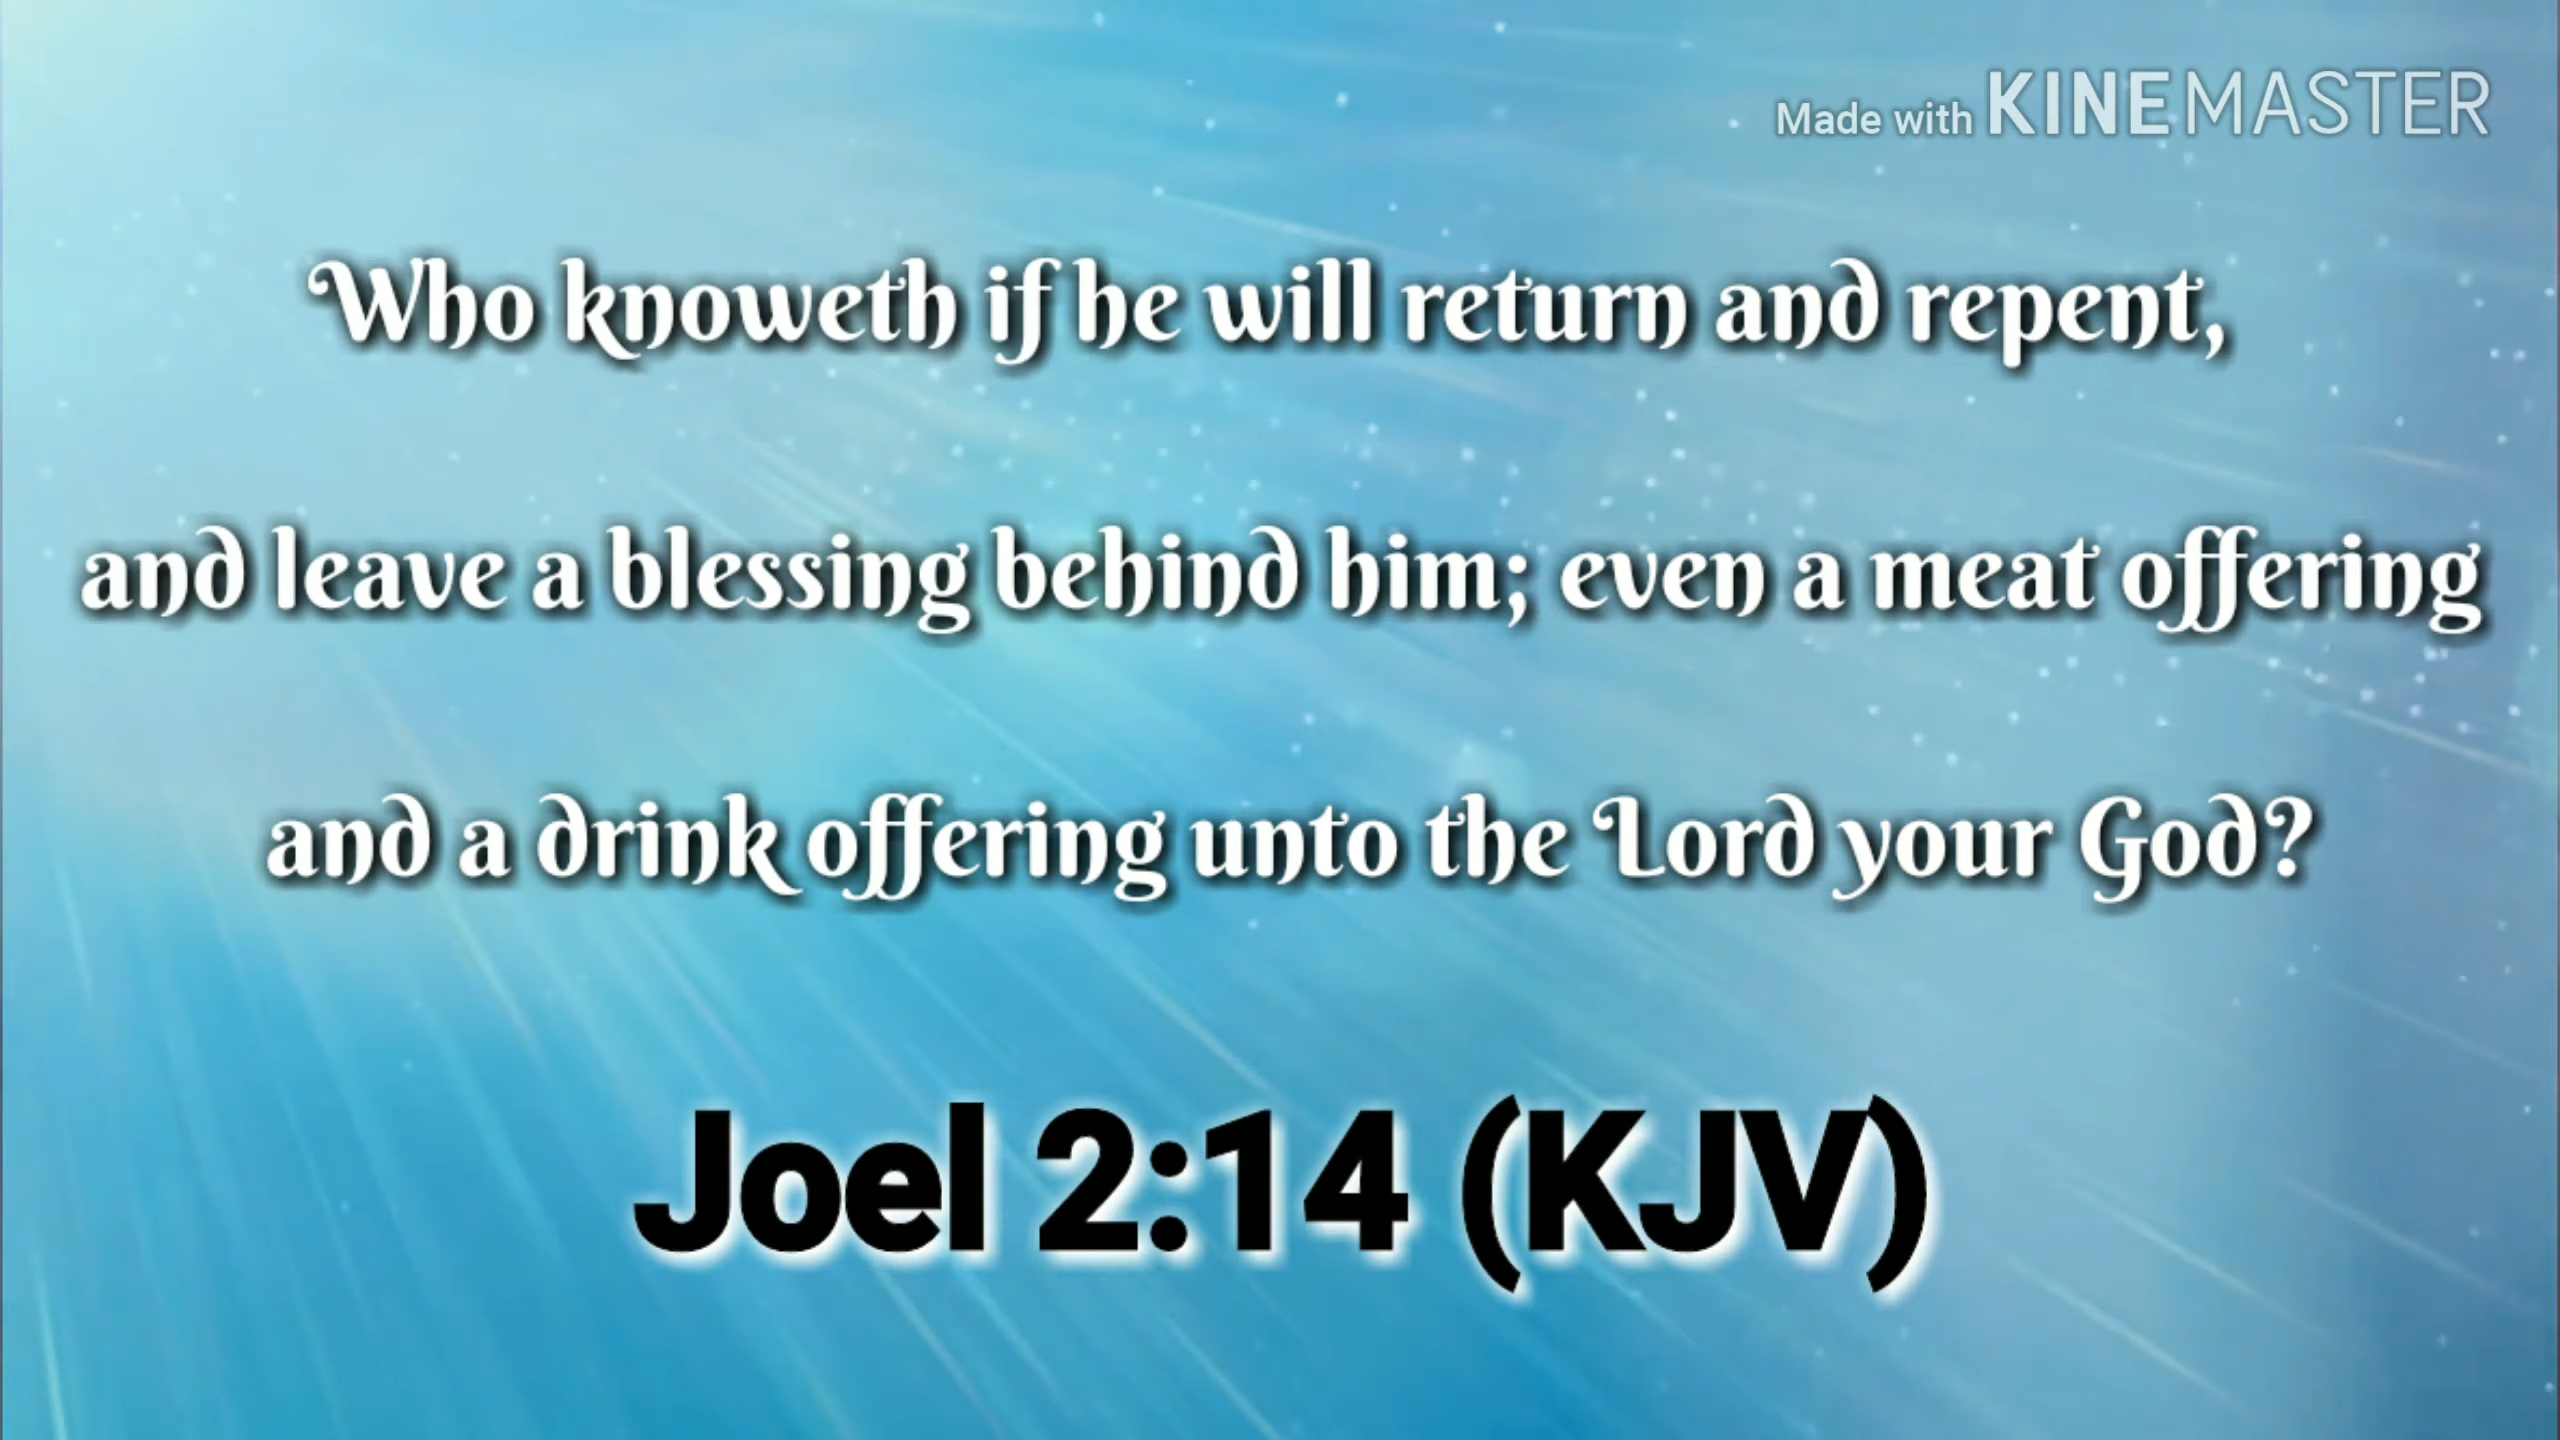 Made with KINEMASTER
Who knoweth if he will return and repent,
and leave a blessing behind him; even a meat offering
and a drink offering unto the Lord your God?
Joel 2:14 (KJV)